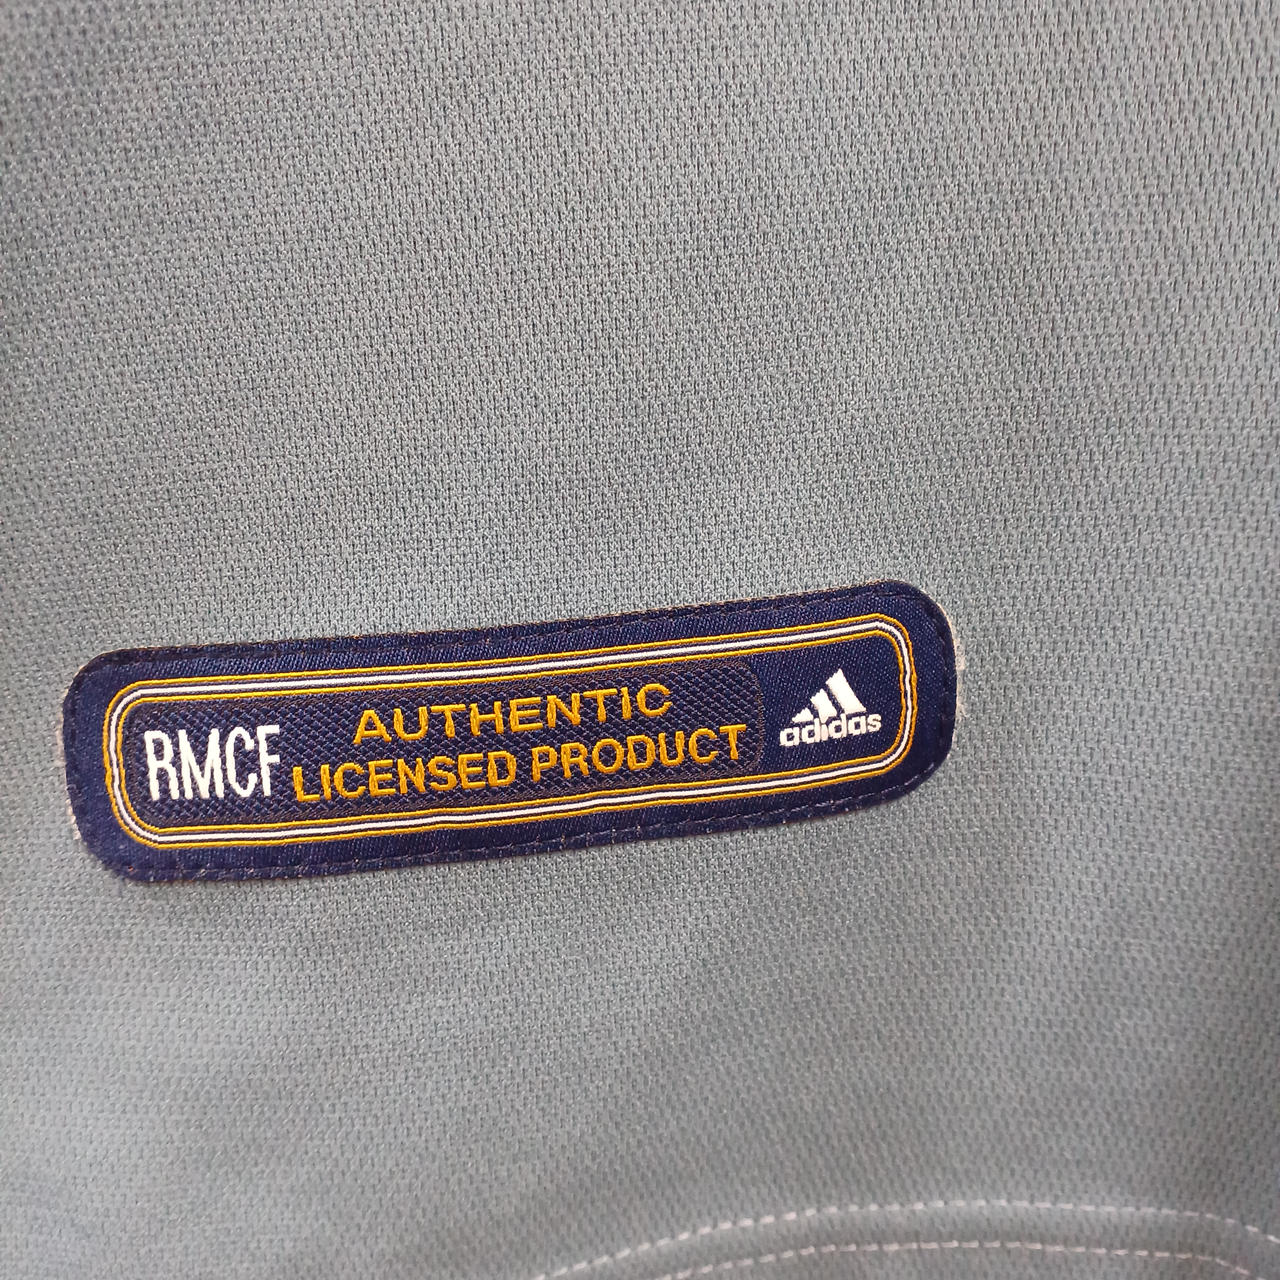 RMCF
AUTHENTIC
LICENSED PRODUCT
adidas